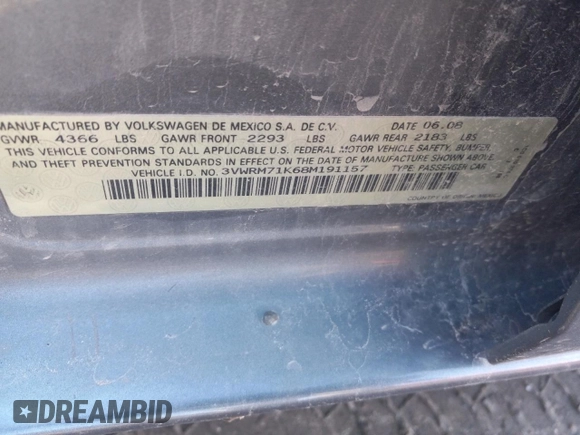 MANUFACTURED BY VOLKSWAGEN DE MEXICO S.A. DE C.V. DATE 06.08
GVWR 4366 LBS GAWR FRONT 2293 LBS GAWR REAR 2183 LBS
THIS VEHICLE CONFORMS TO ALL APPLICABLE U.S. FEDERAL MOTOR VEHICLE SAFETY, BUMPER,
AND THEFT PREVENTION STANDARDS IN EFFECT ON THE DATE OF MANUFACTURE SHOWN ABOVE.
VEHICLE I.D. NO. 3VWRM71K68M191157 TYPE: PASSENGER CAR
COUNTRY OF
DREAMBID